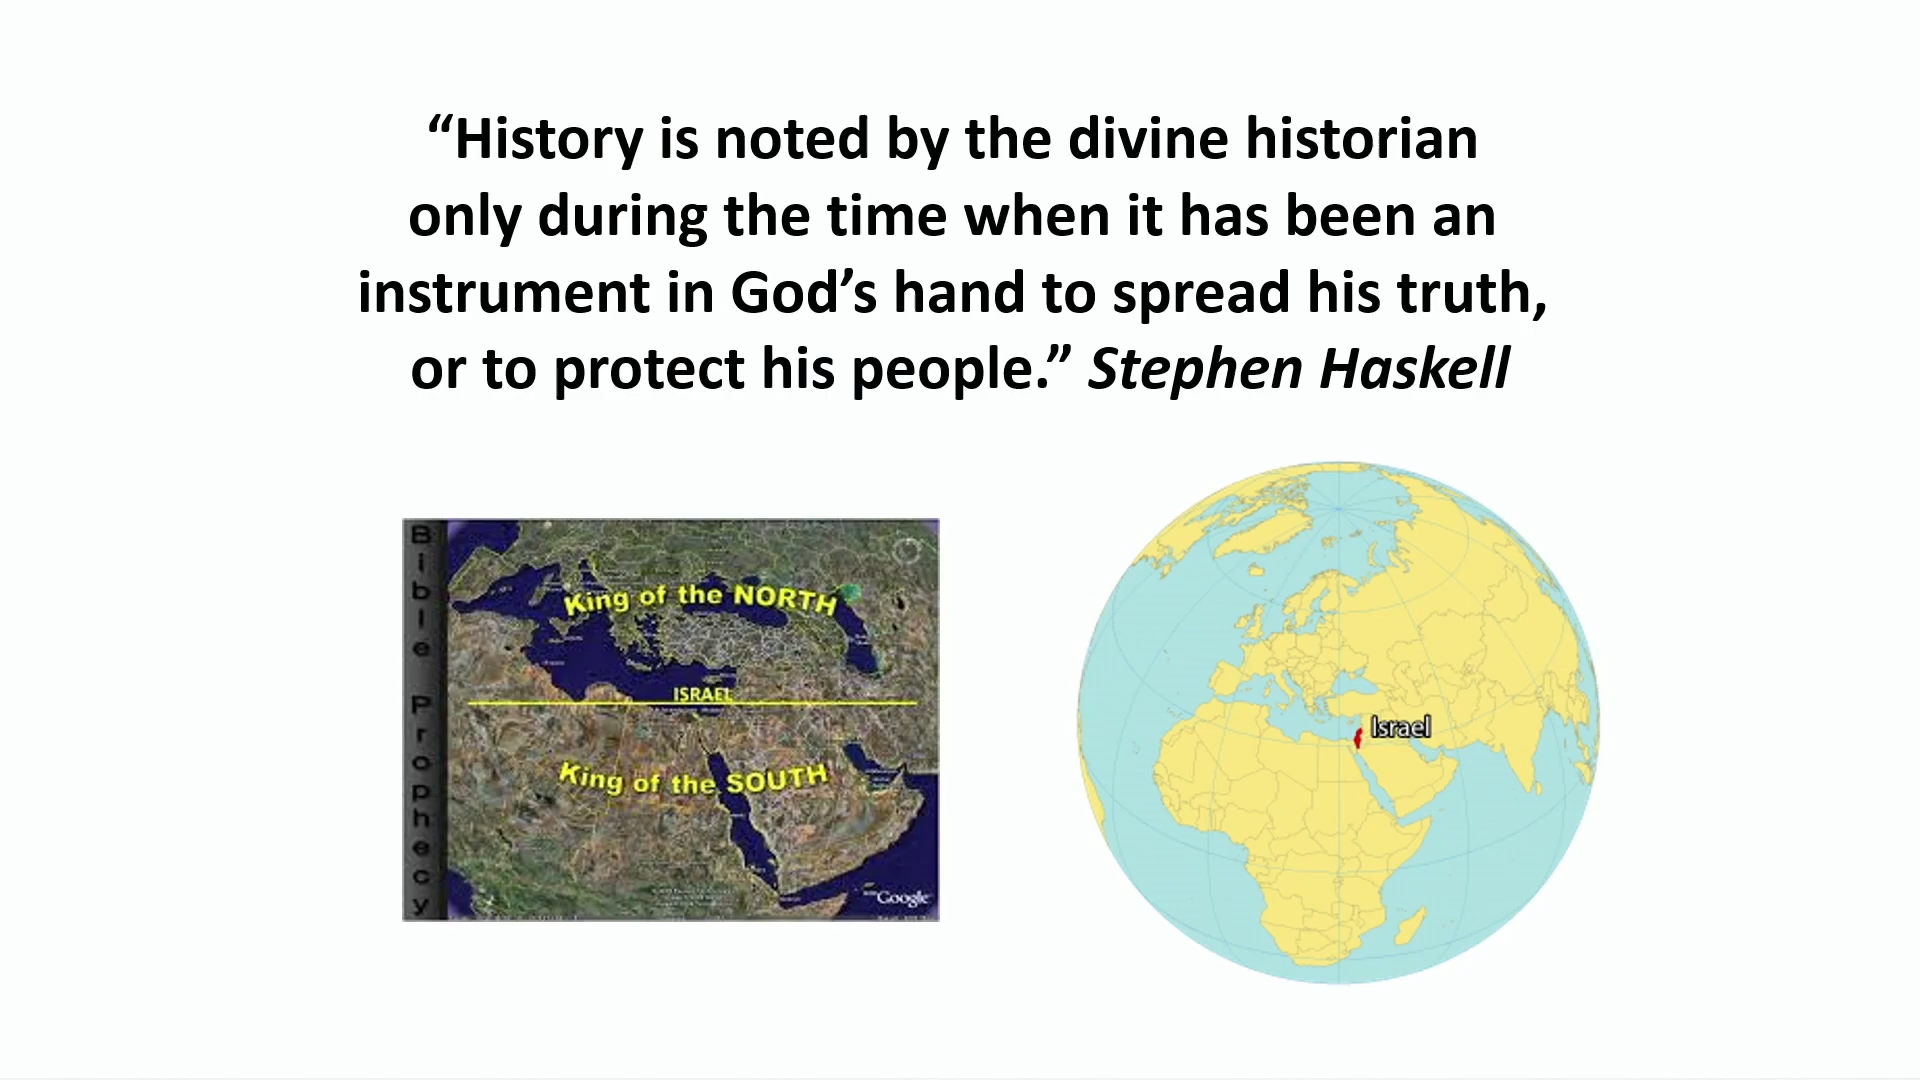 “History is noted by the divine historian
only during the time when it has been an
instrument in God’s hand to spread his truth,
or to protect his people.” Stephen Haskell
Bible Prophecy
King of the NORTH
ISRAEL
King of the SOUTH
Google
Israel